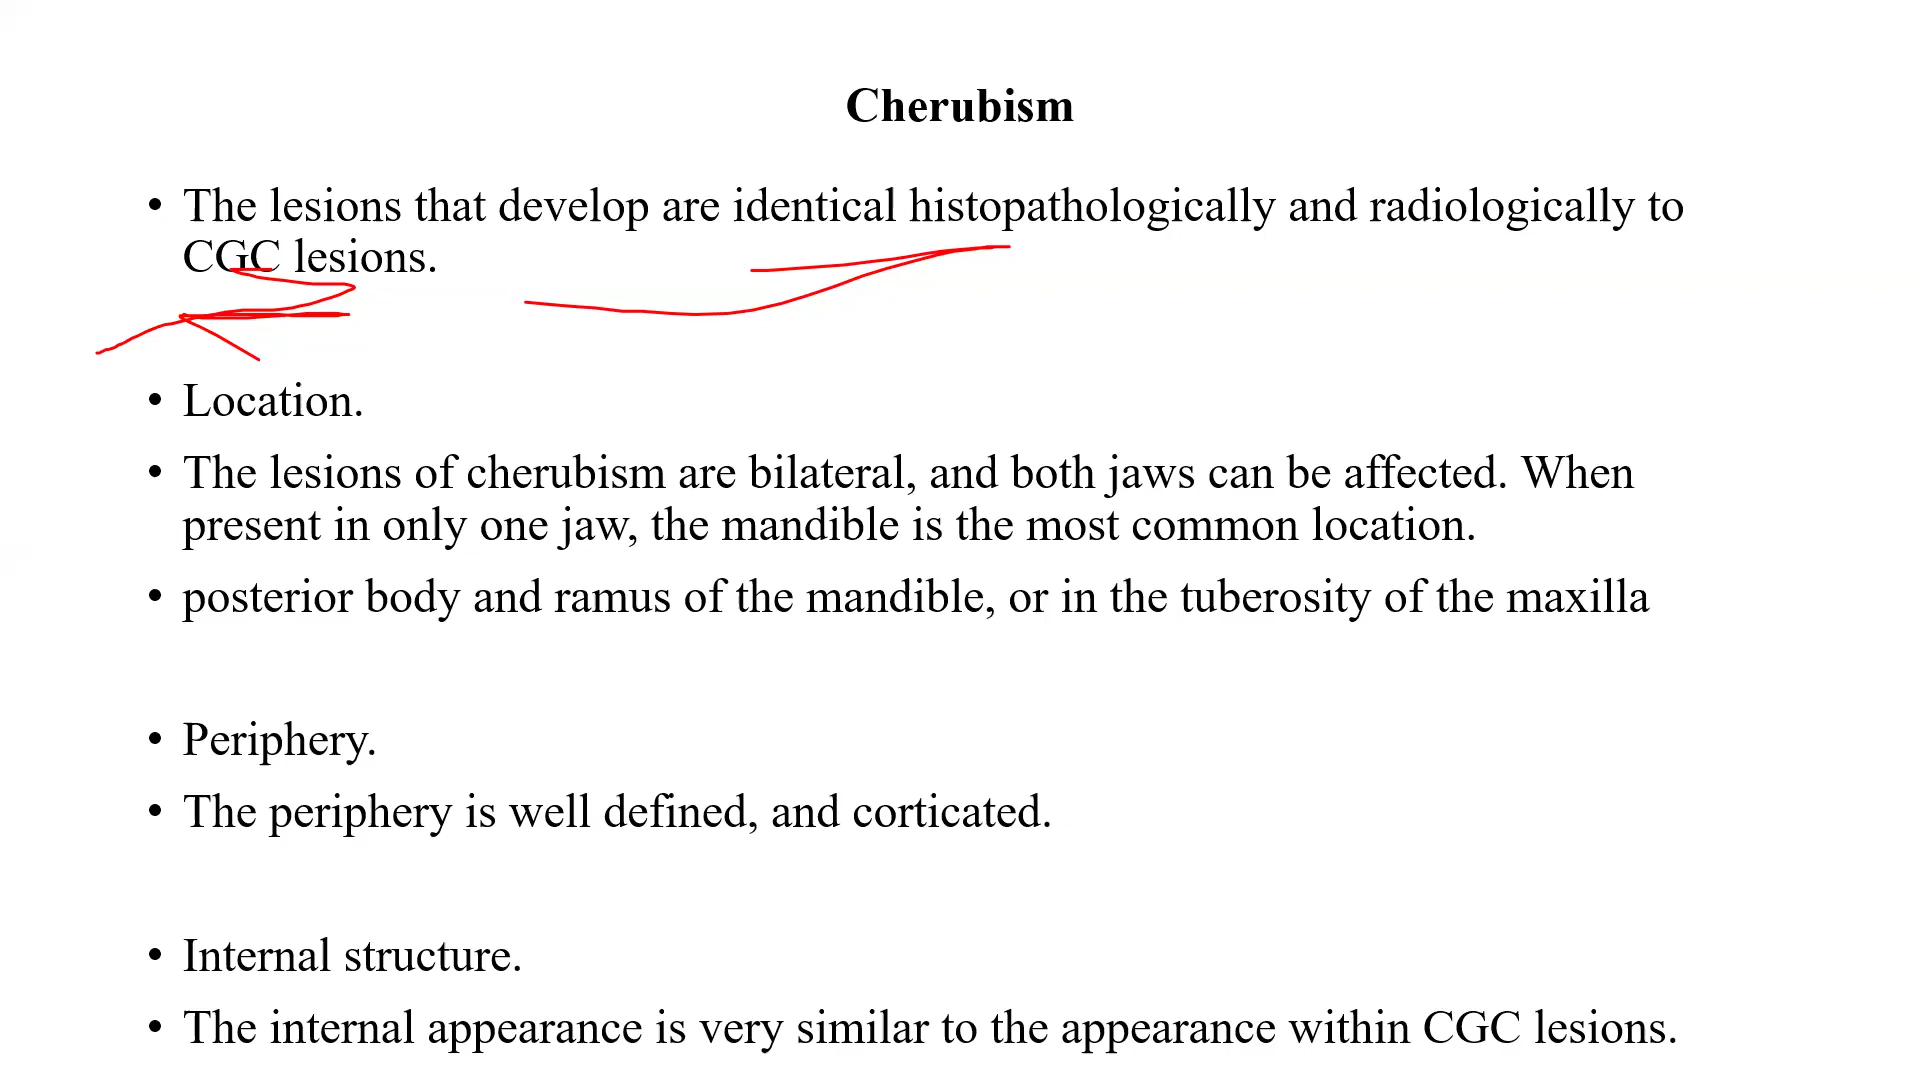 Cherubism
• The lesions that develop are identical histopathologically and radiologically to
CGC lesions.
• Location.
• The lesions of cherubism are bilateral, and both jaws can be affected. When
present in only one jaw, the mandible is the most common location.
• posterior body and ramus of the mandible, or in the tuberosity of the maxilla
• Periphery.
• The periphery is well defined, and corticated.
• Internal structure.
• The internal appearance is very similar to the appearance within CGC lesions.